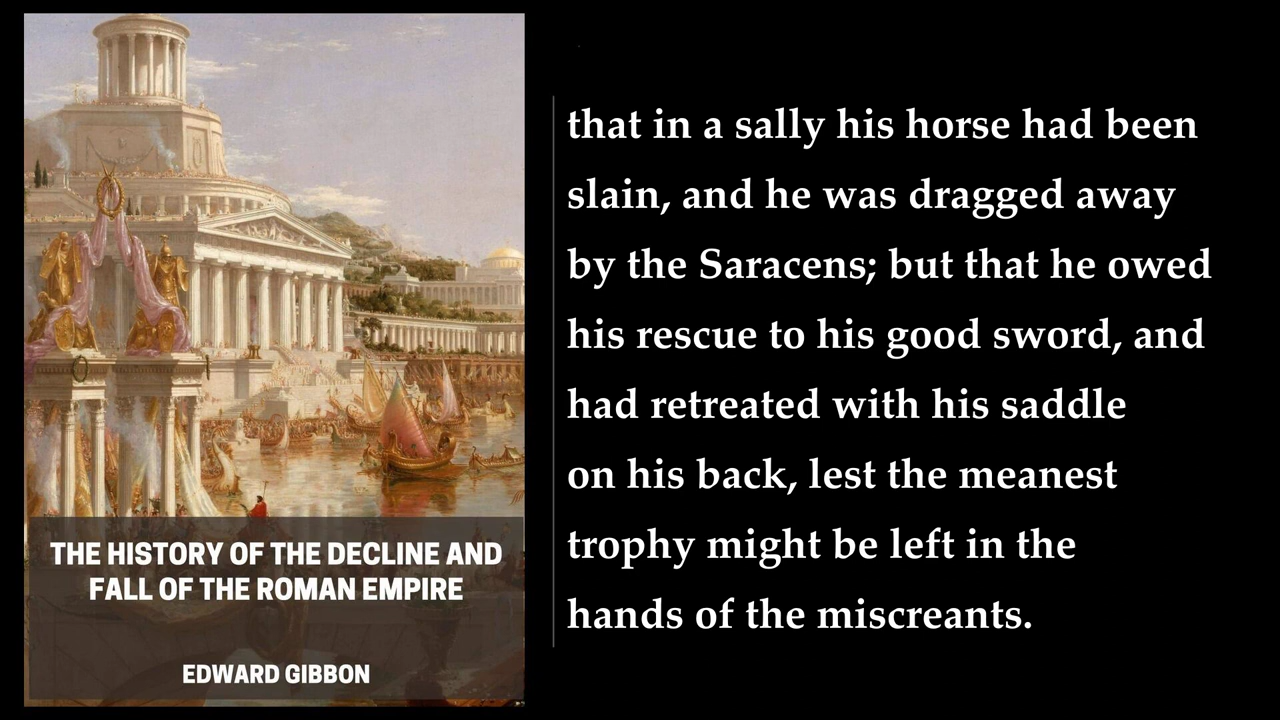 THE HISTORY OF THE DECLINE AND
FALL OF THE ROMAN EMPIRE
EDWARD GIBBON
that in a sally his horse had been
slain, and he was dragged away
by the Saracens; but that he owed
his rescue to his good sword, and
had retreated with his saddle
on his back, lest the meanest
trophy might be left in the
hands of the miscreants.